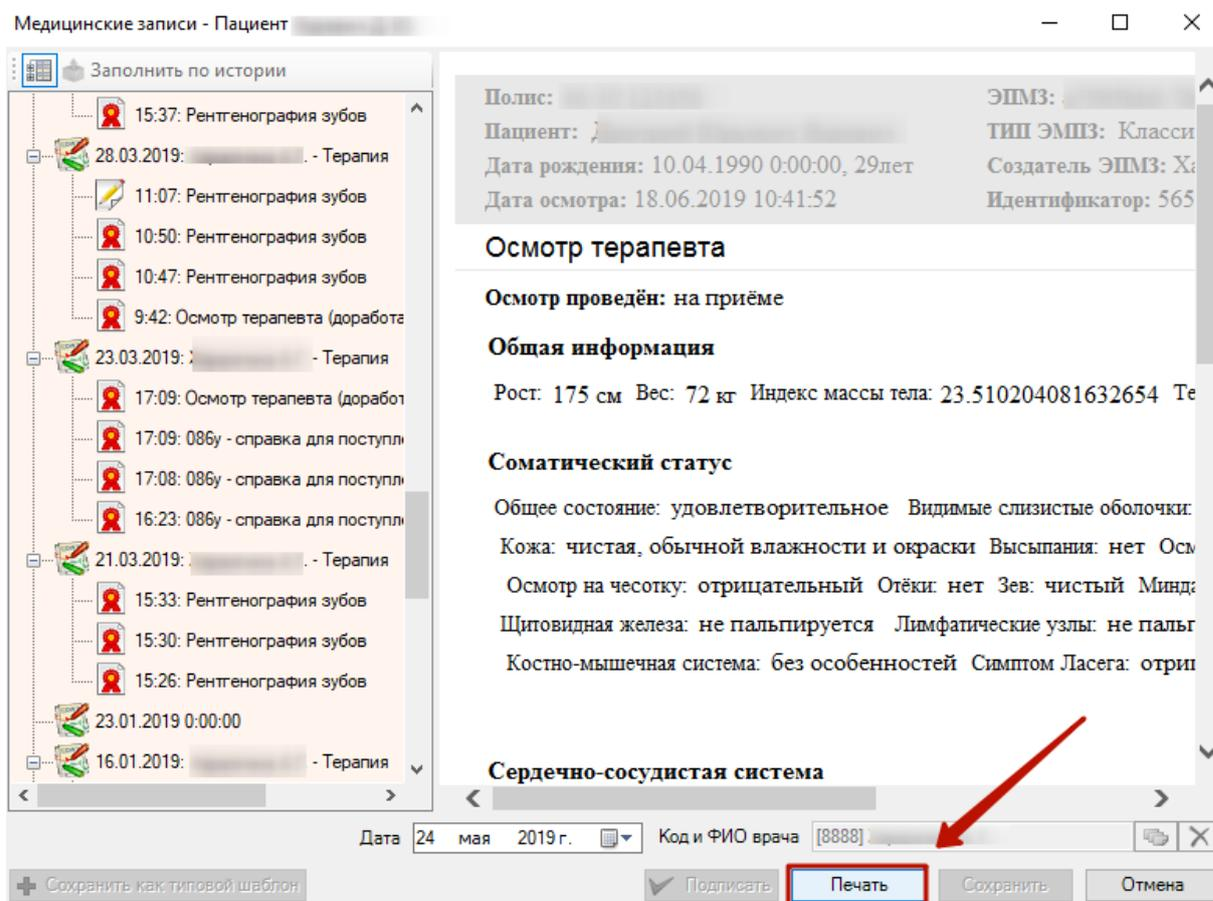 Медицинские записи - Пациент
Заполнить по истории
15:37: Рентгенография зубов
28.03.2019: . - Терапия
11:07: Рентгенография зубов
10:50: Рентгенография зубов
10:47: Рентгенография зубов
9:42: Осмотр терапевта (доработа
23.03.2019: - Терапия
17:09: Осмотр терапевта (доработ
17:09: 086у - справка для поступл
17:08: 086у - справка для поступл
16:23: 086у - справка для поступл
21.03.2019: . - Терапия
15:33: Рентгенография зубов
15:30: Рентгенография зубов
15:26: Рентгенография зубов
23.01.2019 0:00:00
16.01.2019: - Терапия
Полис: ЭПМЗ:
Пациент: ТИП ЭМПЗ: Класси
Дата рождения: 10.04.1990 0:00:00, 29лет Создатель ЭПМЗ: Ха
Дата осмотра: 18.06.2019 10:41:52 Идентификатор: 565
Осмотр терапевта
Осмотр проведён: на приёме
Общая информация
Рост: 175 см Вес: 72 кг Индекс массы тела: 23.510204081632654 Те
Соматический статус
Общее состояние: удовлетворительное Видимые слизистые оболочки:
Кожа: чистая, обычной влажности и окраски Высыпания: нет Осм
Осмотр на чесотку: отрицательный Отёки: нет Зев: чистый Минда
Щитовидная железа: не пальпируется Лимфатические узлы: не пальп
Костно-мышечная система: без особенностей Симптом Ласега: отриц
Сердечно-сосудистая система
Дата 24 мая 2019 г. Код и ФИО врача [8888]
Сохранить как типовой шаблон Подписать Печать Сохранить Отмена